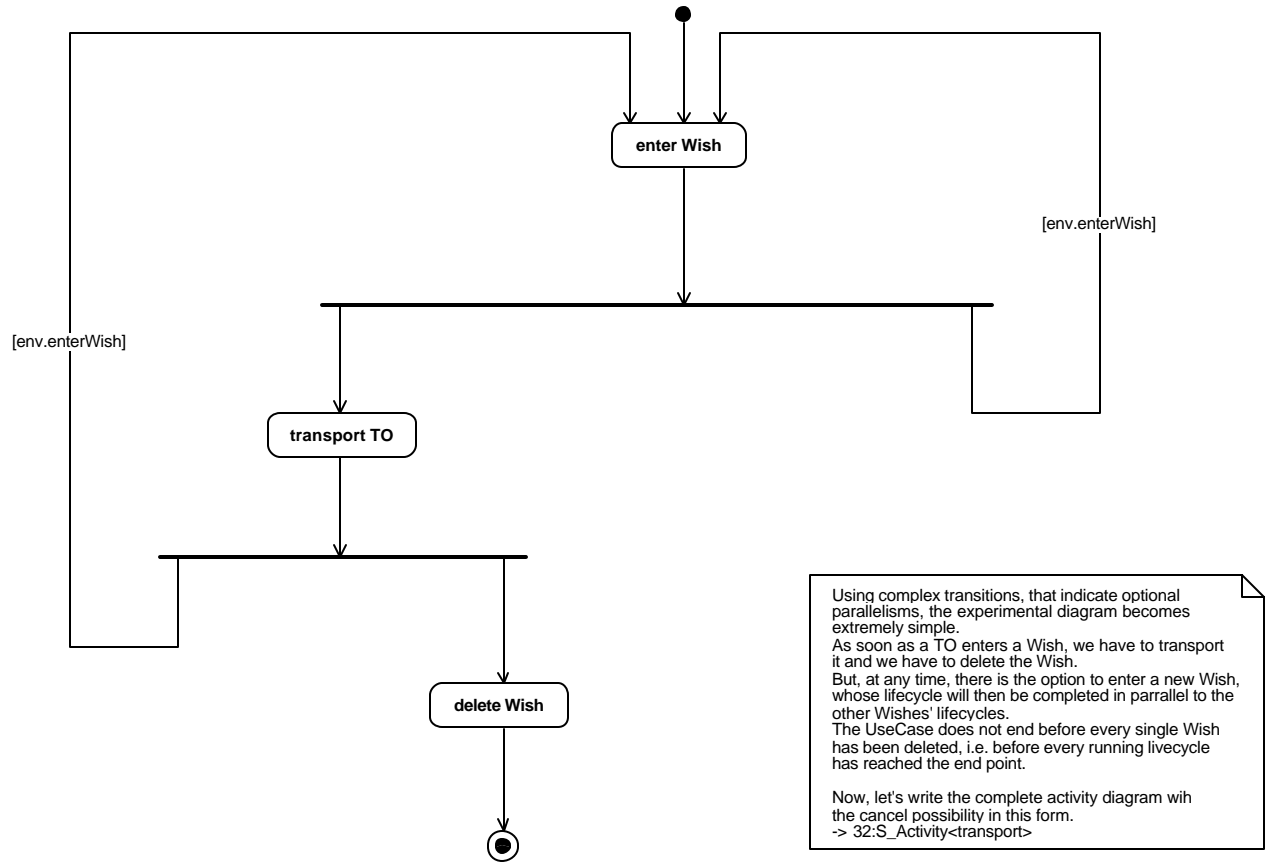 enter Wish
[env.enterWish]
[env.enterWish]
transport TO
Using complex transitions, that indicate optional
parallelisms, the experimental diagram becomes
extremely simple.
As soon as a TO enters a Wish, we have to transport
it and we have to delete the Wish.
But, at any time, there is the option to enter a new Wish,
whose lifecycle will then be completed in parrallel to the
other Wishes' lifecycles.
The UseCase does not end before every single Wish
has been deleted, i.e. before every running livecycle
has reached the end point.
Now, let's write the complete activity diagram wih
the cancel possibility in this form.
-> 32:S_Activity<transport>
delete Wish